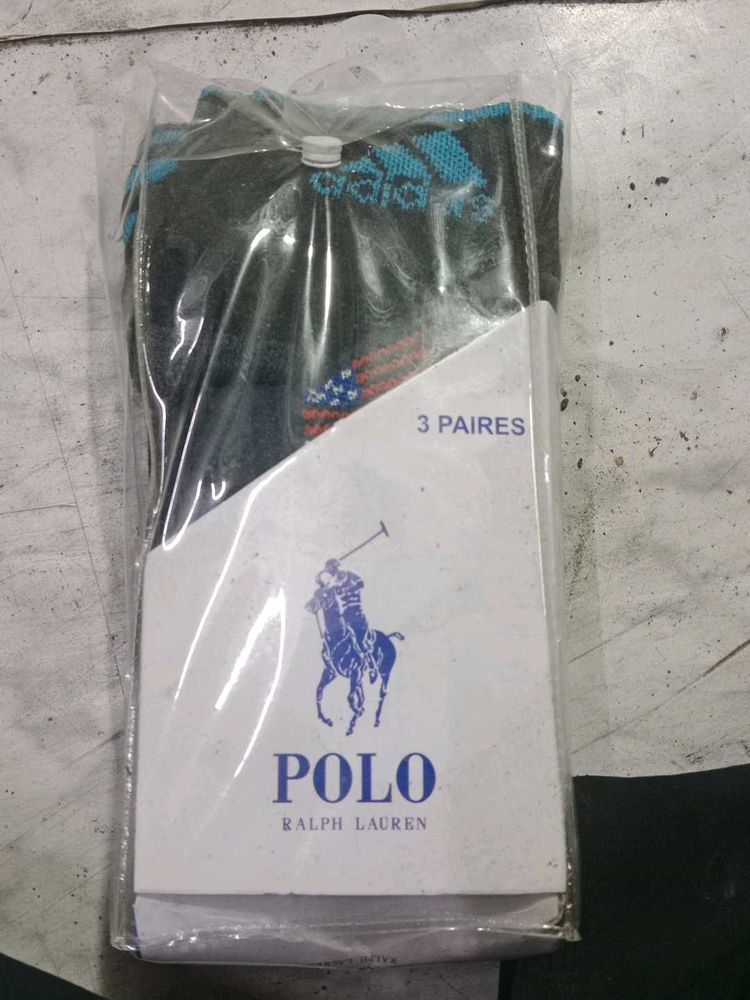 adidas
3 PAIRES
POLO
RALPH LAUREN